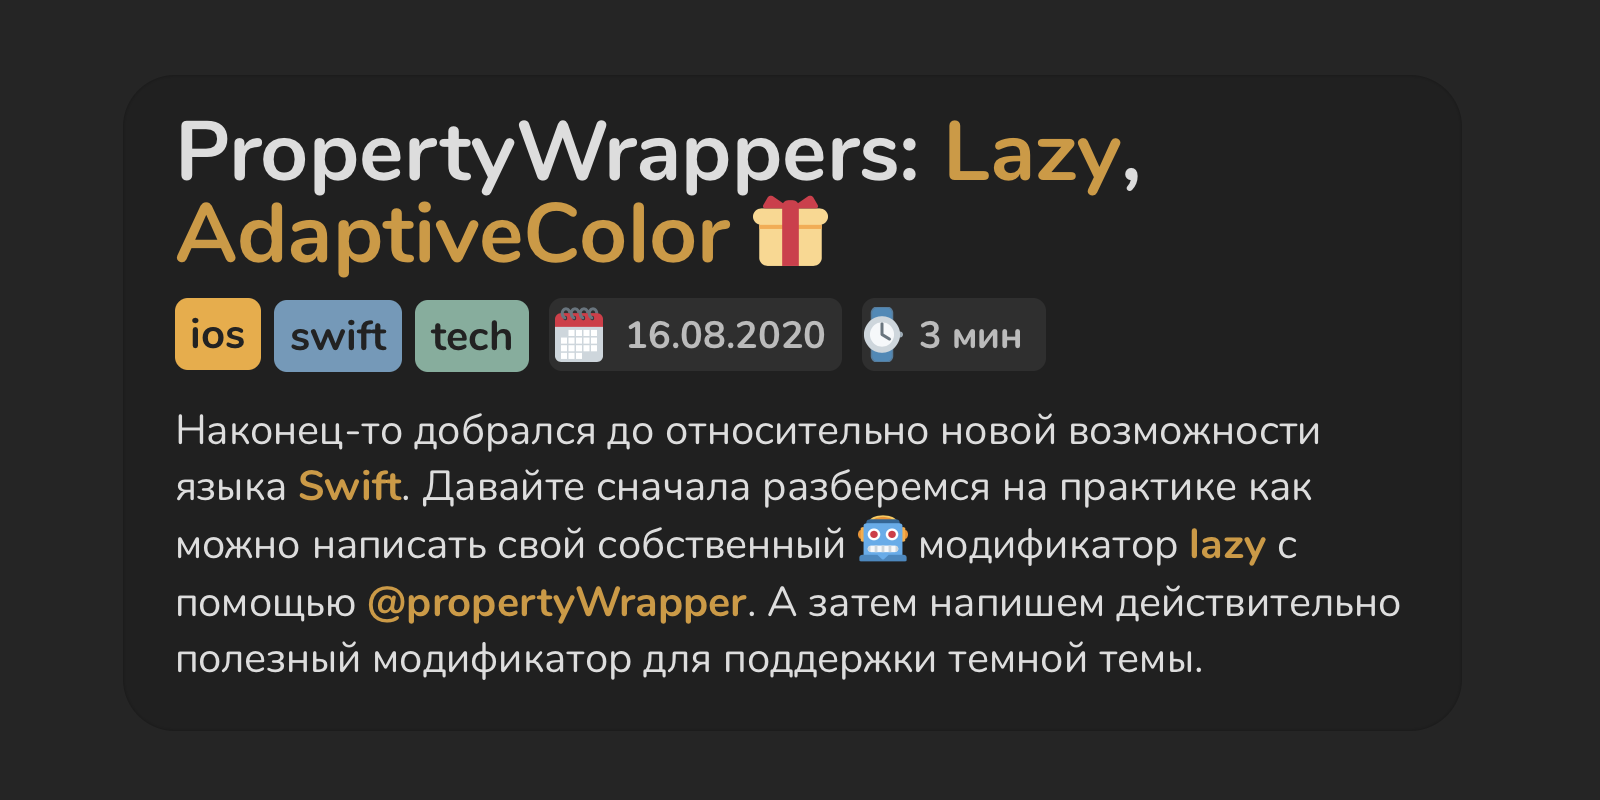 PropertyWrappers: Lazy,
AdaptiveColor
ios swift tech 16.08.2020 3 мин
Наконец-то добрался до относительно новой возможности
языка Swift. Давайте сначала разберемся на практике как
можно написать свой собственный модификатор lazy с
помощью @propertyWrapper. А затем напишем действительно
полезный модификатор для поддержки темной темы.